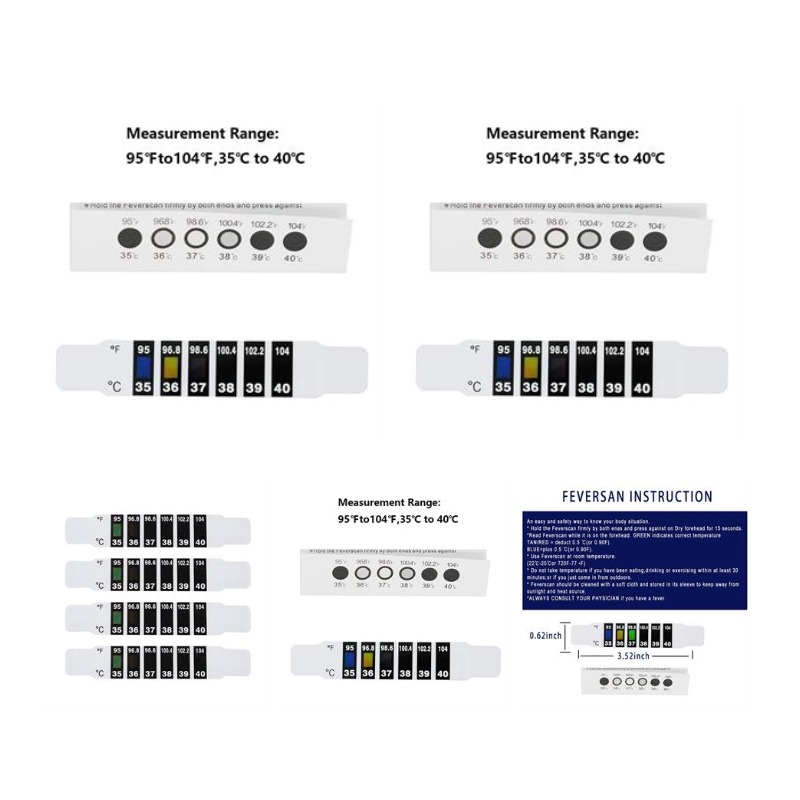 Measurement Range:
95°Fto104°F,35℃ to 40℃
Hold the Feverscan firmly by both ends and press against
95°F 96.8°F 98.6°F 100.4°F 102.2°F 104°F
35°C 36°C 37°C 38°C 39°C 40°C
°F 95 96.8 98.6 100.4 102.2 104
°C 35 36 37 38 39 40
Measurement Range:
95°Fto104°F,35℃ to 40℃
Hold the Feverscan firmly by both ends and press against
95°F 96.8°F 98.6°F 100.4°F 102.2°F 104°F
35°C 36°C 37°C 38°C 39°C 40°C
°F 95 96.8 98.6 100.4 102.2 104
°C 35 36 37 38 39 40
°F 95 96.8 98.6 100.4 102.2 104
°C 35 36 37 38 39 40
°F 95 96.8 98.6 100.4 102.2 104
°C 35 36 37 38 39 40
°F 95 96.8 98.6 100.4 102.2 104
°C 35 36 37 38 39 40
°F 95 96.8 98.6 100.4 102.2 104
°C 35 36 37 38 39 40
Measurement Range:
95°Fto104°F,35℃ to 40℃
Hold the Feverscan firmly by both ends and press against
95°F 96.8°F 98.6°F 100.4°F 102.2°F 104°F
35°C 36°C 37°C 38°C 39°C 40°C
°F 95 96.8 98.6 100.4 102.2 104
°C 35 36 37 38 39 40
FEVERSAN INSTRUCTION
An easy and safety way to know your body situation.
* Hold the Feverscan firmly by both ends and press against on Dry forehead for 15 seconds.
*Read Feverscan while it is on the forehead. GREEN indicates correct temperature
TAN/RED = deduct 0.5 ℃(or 0.90F).
BLUE=plus 0.5 ℃(or 0.90F).
* Use Feverscan at room temperature.
(22℃-25℃or 720F-77 °F)
* Do not take temperature if you have been eating,drinking or exercising within at least 30
minutes;or if you just come in from outdoors.
* Feverscan should be cleaned with a soft cloth and stored in its sleeve to keep away from
sunlight and heat source.
*ALWAYS CONSULT YOUR PHYSICIAN if you have a fever.
0.62inch
°F 95 96.8 98.6 100.4 102.2 104
°C 35 36 37 38 39 40
3.52inch